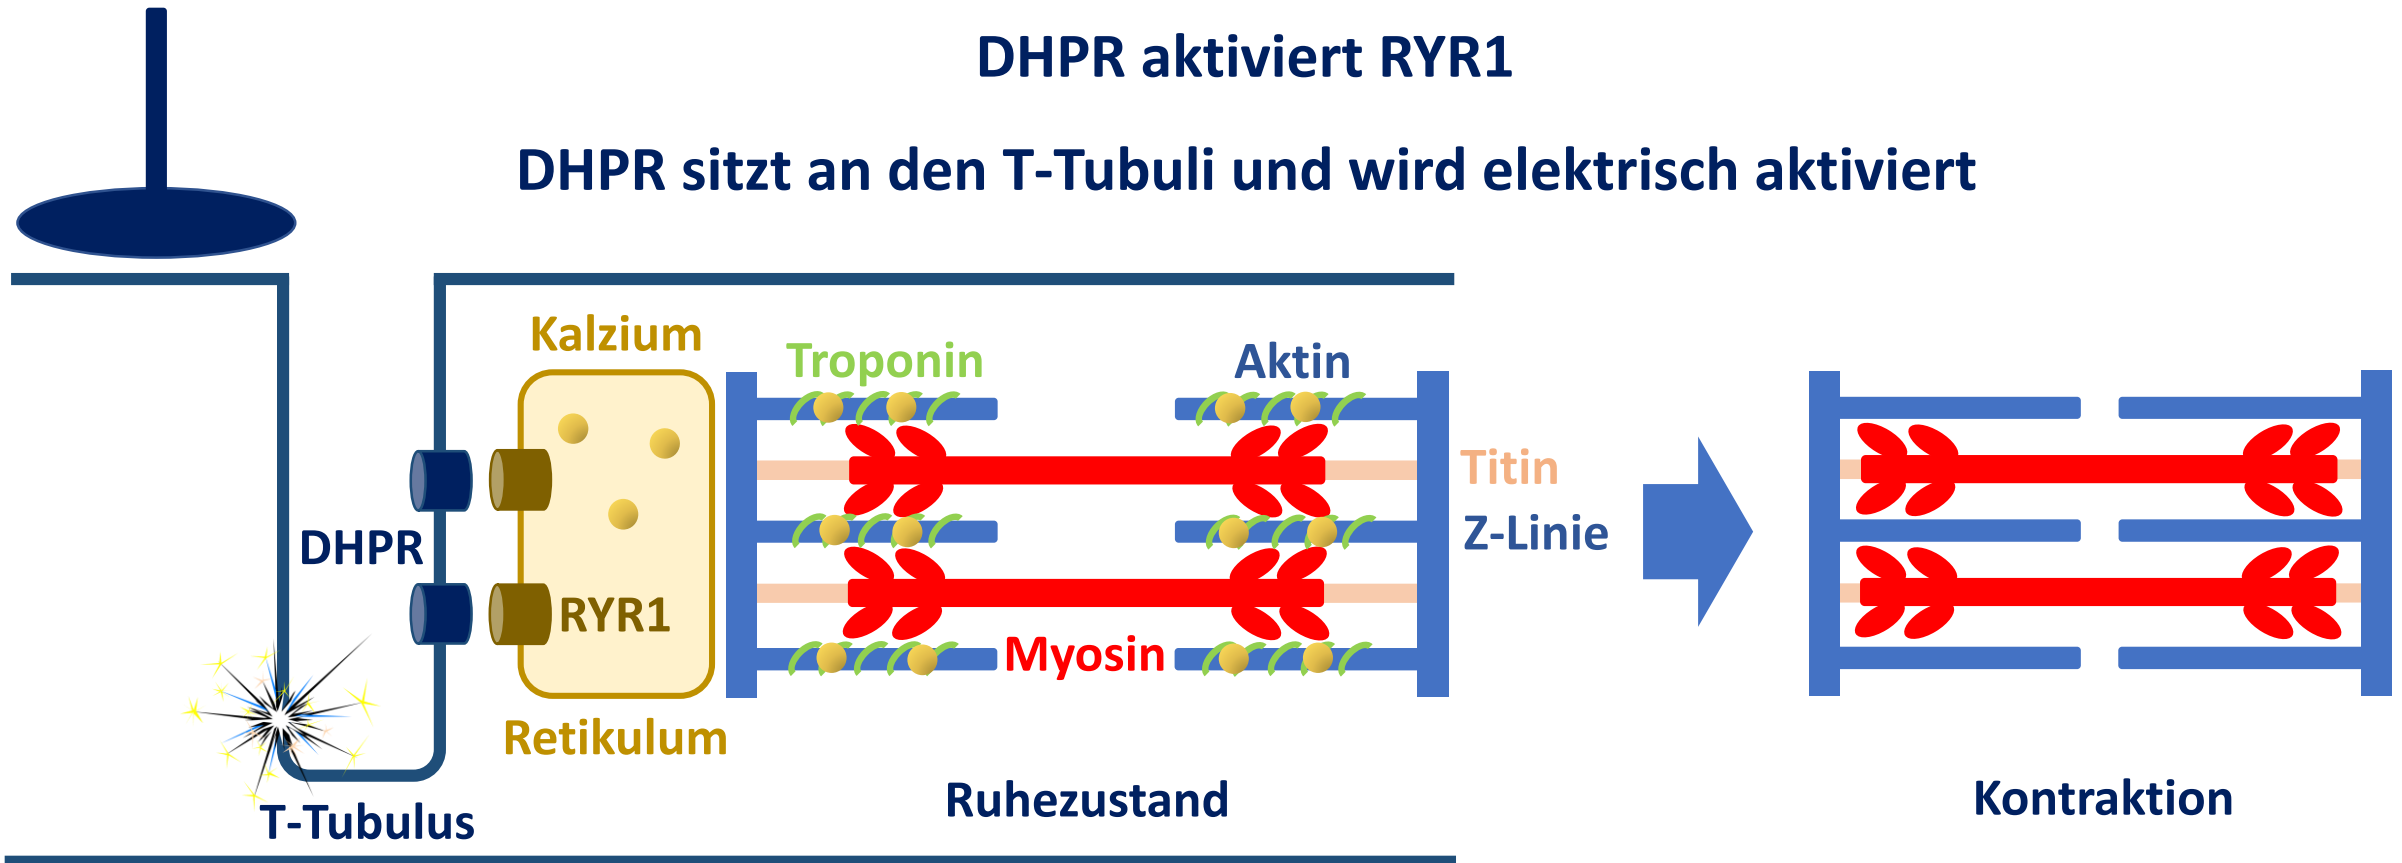 DHPR aktiviert RYR1
DHPR sitzt an den T-Tubuli und wird elektrisch aktiviert
Kalzium
Troponin
Aktin
Titin
Z-Linie
DHPR
RYR1
Myosin
Retikulum
T-Tubulus
Ruhezustand
Kontraktion